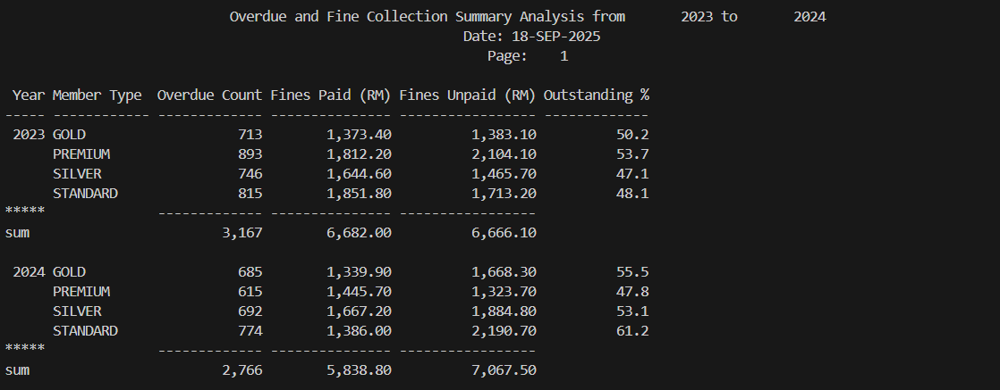 Overdue and Fine Collection Summary Analysis from       2023 to       2024
Date: 18-SEP-2025
Page:    1
 Year Member Type  Overdue Count Fines Paid (RM) Fines Unpaid (RM) Outstanding %
----- ------------ ------------- --------------- ----------------- -------------
 2023 GOLD                   713        1,373.40          1,383.10          50.2
      PREMIUM                893        1,812.20          2,104.10          53.7
      SILVER                 746        1,644.60          1,465.70          47.1
      STANDARD               815        1,851.80          1,713.20          48.1
*****              ------------- --------------- -----------------
sum                        3,167        6,682.00          6,666.10
 2024 GOLD                   685        1,339.90          1,668.30          55.5
      PREMIUM                615        1,445.70          1,323.70          47.8
      SILVER                 692        1,667.20          1,884.80          53.1
      STANDARD               774        1,386.00          2,190.70          61.2
*****              ------------- --------------- -----------------
sum                        2,766        5,838.80          7,067.50